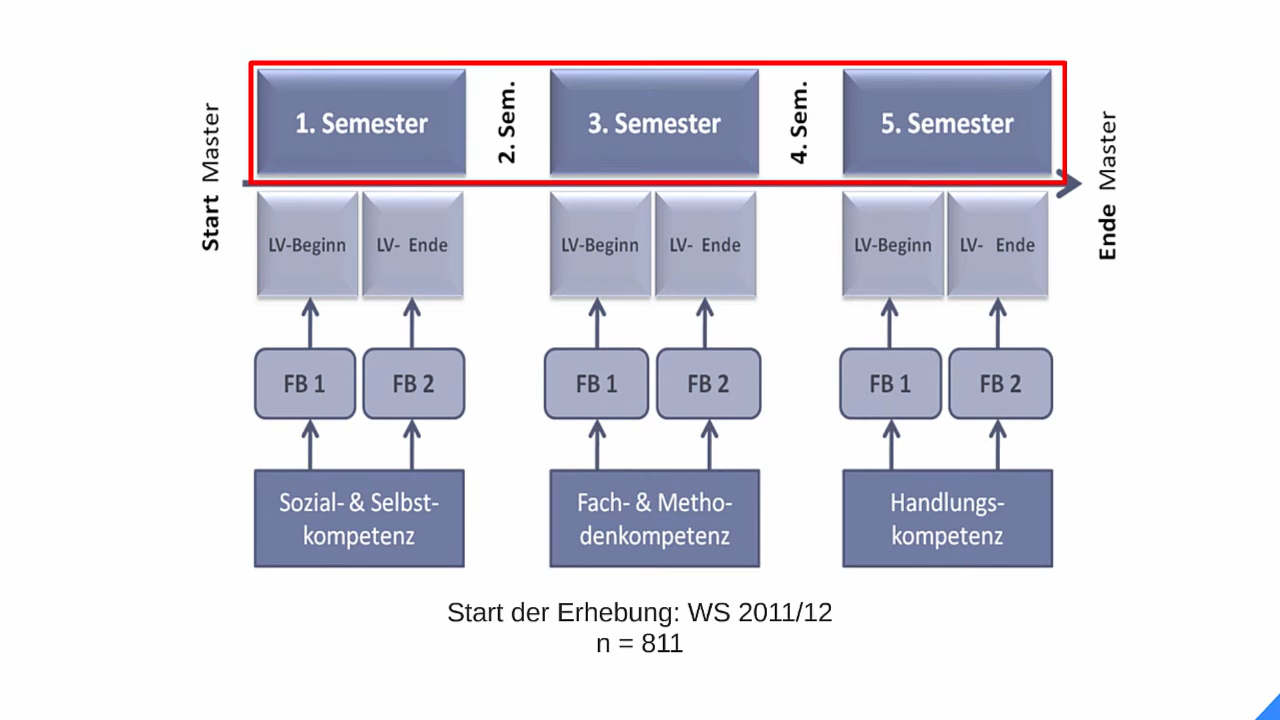 Start Master
1. Semester
2. Sem.
3. Semester
4. Sem.
5. Semester
Ende Master
LV-Beginn
LV- Ende
LV-Beginn
LV- Ende
LV-Beginn
LV- Ende
FB 1
FB 2
FB 1
FB 2
FB 1
FB 2
Sozial- & Selbst-
kompetenz
Fach- & Metho-
denkompetenz
Handlungs-
kompetenz
Start der Erhebung: WS 2011/12
n = 811